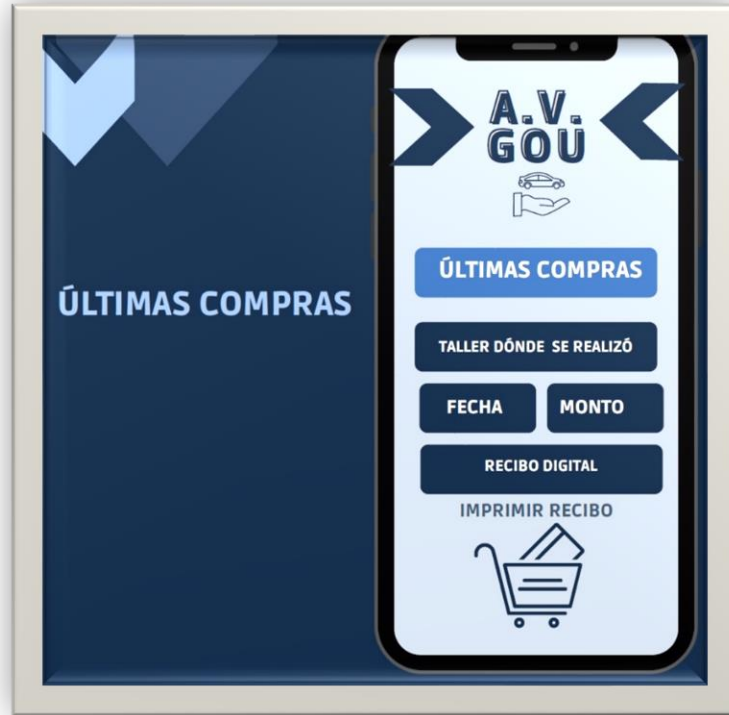 ÚLTIMAS COMPRAS
A.V.
GOU
ÚLTIMAS COMPRAS
TALLER DÓNDE SE REALIZÓ
FECHA
MONTO
RECIBO DIGITAL
IMPRIMIR RECIBO